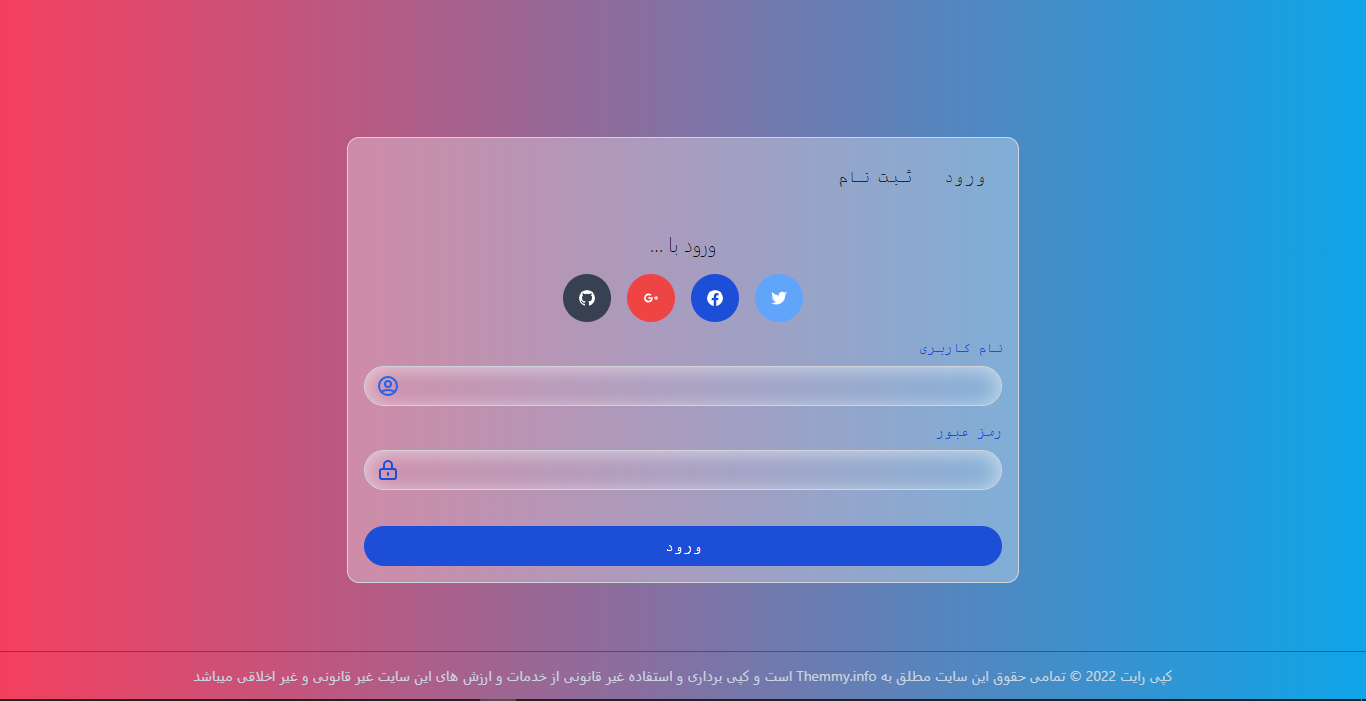 ورود
ثبت نام
ورود با ...
نام کاربری
رمز عبور
ورود
کپی رایت 2022 © تمامی حقوق این سایت مطلق به Themmy.info است و کپی برداری و استفاده غیر قانونی از خدمات و ارزش های این سایت غیر قانونی و غیر اخلاقی میباشد